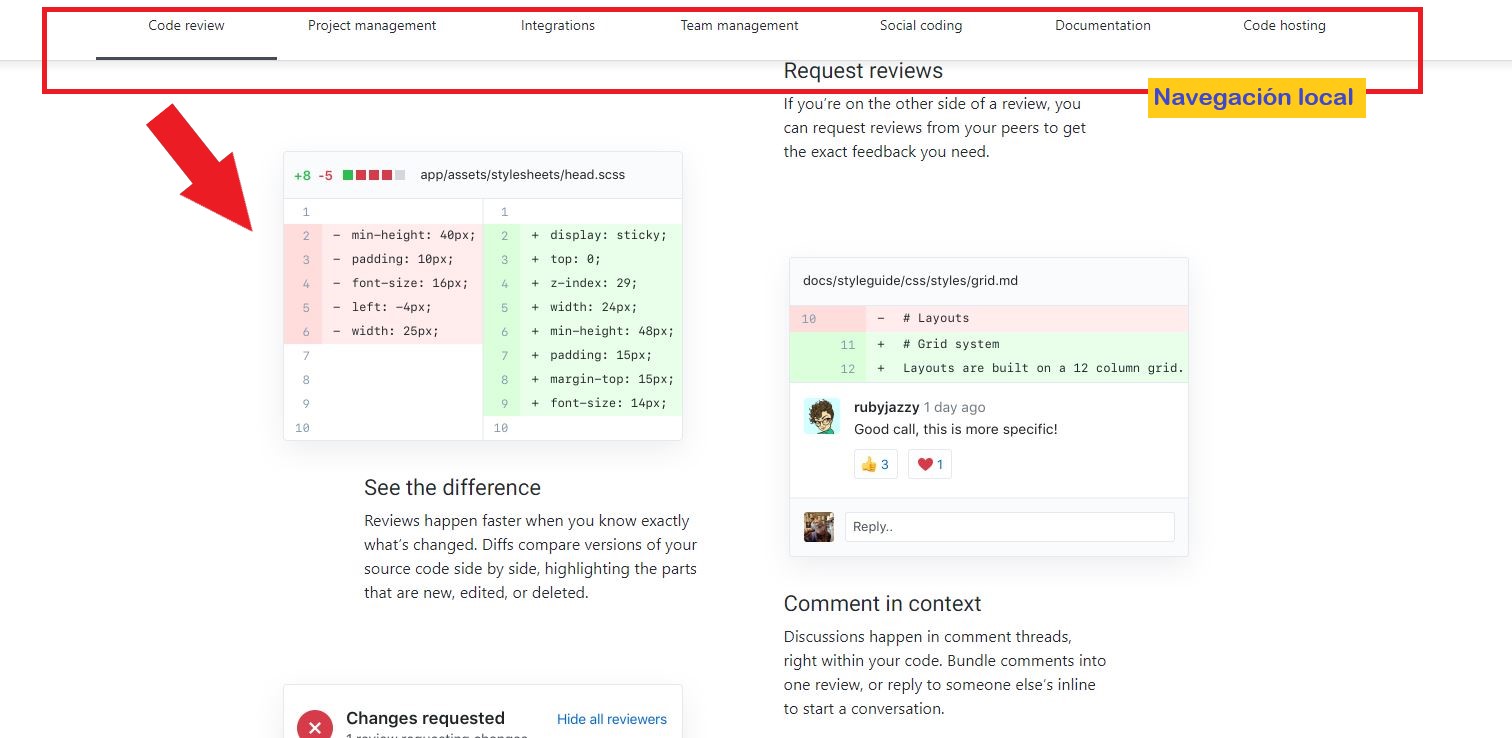 Code review Project management Integrations Team management Social coding Documentation Code hosting
Navegación local
Request reviews
If you’re on the other side of a review, you
can request reviews from your peers to get
the exact feedback you need.
+8 -5 app/assets/stylesheets/head.scss
1 1
2 – min-height: 40px; 2 + display: sticky;
3 – padding: 10px; 3 + top: 0;
4 – font-size: 16px; 4 + z-index: 29;
5 – left: -4px; 5 + width: 24px;
6 – width: 25px; 6 + min-height: 48px;
7 7 + padding: 15px;
8 8 + margin-top: 15px;
9 9 + font-size: 14px;
10 10
See the difference
Reviews happen faster when you know exactly
what’s changed. Diffs compare versions of your
source code side by side, highlighting the parts
that are new, edited, or deleted.
docs/styleguide/css/styles/grid.md
10 – # Layouts
11 + # Grid system
12 + Layouts are built on a 12 column grid.
rubyjazzy 1 day ago
Good call, this is more specific!
👍 3 ❤️ 1
Reply..
Comment in context
Discussions happen in comment threads,
right within your code. Bundle comments into
one review, or reply to someone else’s inline
to start a conversation.
Changes requested Hide all reviewers
1 review requesting changes